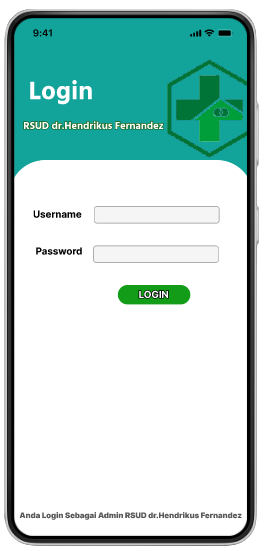 9:41
Login
RSUD dr.Hendrikus Fernandez
Username
Password
LOGIN
Anda Login Sebagai Admin RSUD dr.Hendrikus Fernandez